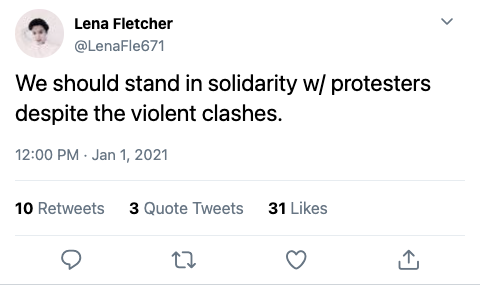 Lena Fletcher
@LenaFle671
We should stand in solidarity w/ protesters
despite the violent clashes.
12:00 PM · Jan 1, 2021
10 Retweets 3 Quote Tweets 31 Likes